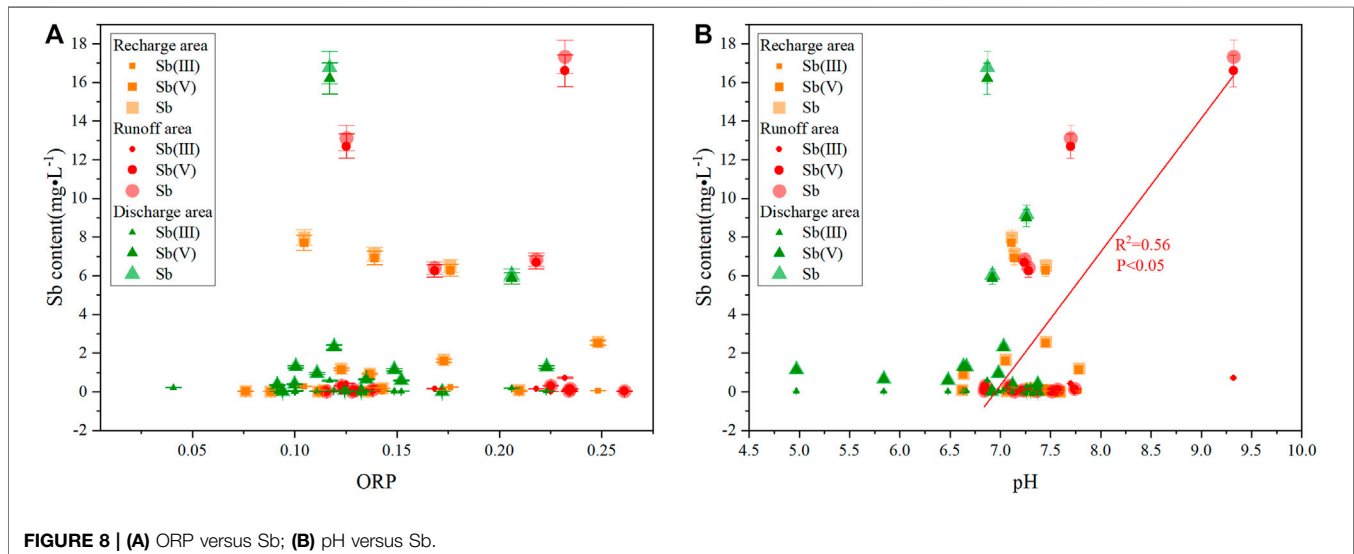 A
Recharge area
Sb(III)
Sb(V)
Sb
Runoff area
Sb(III)
Sb(V)
Sb
Discharge area
Sb(III)
Sb(V)
Sb
18
16
14
12
10
8
6
4
2
0
-2
Sb content(mg•L⁻¹)
0.05
0.10
0.15
0.20
0.25
ORP
B
Recharge area
Sb(III)
Sb(V)
Sb
Runoff area
Sb(III)
Sb(V)
Sb
Discharge area
Sb(III)
Sb(V)
Sb
18
16
14
12
10
8
6
4
2
0
-2
Sb content(mg•L⁻¹)
R²=0.56
P<0.05
4.5
5.0
5.5
6.0
6.5
7.0
7.5
8.0
8.5
9.0
9.5
10.0
pH
FIGURE 8 | (A) ORP versus Sb; (B) pH versus Sb.